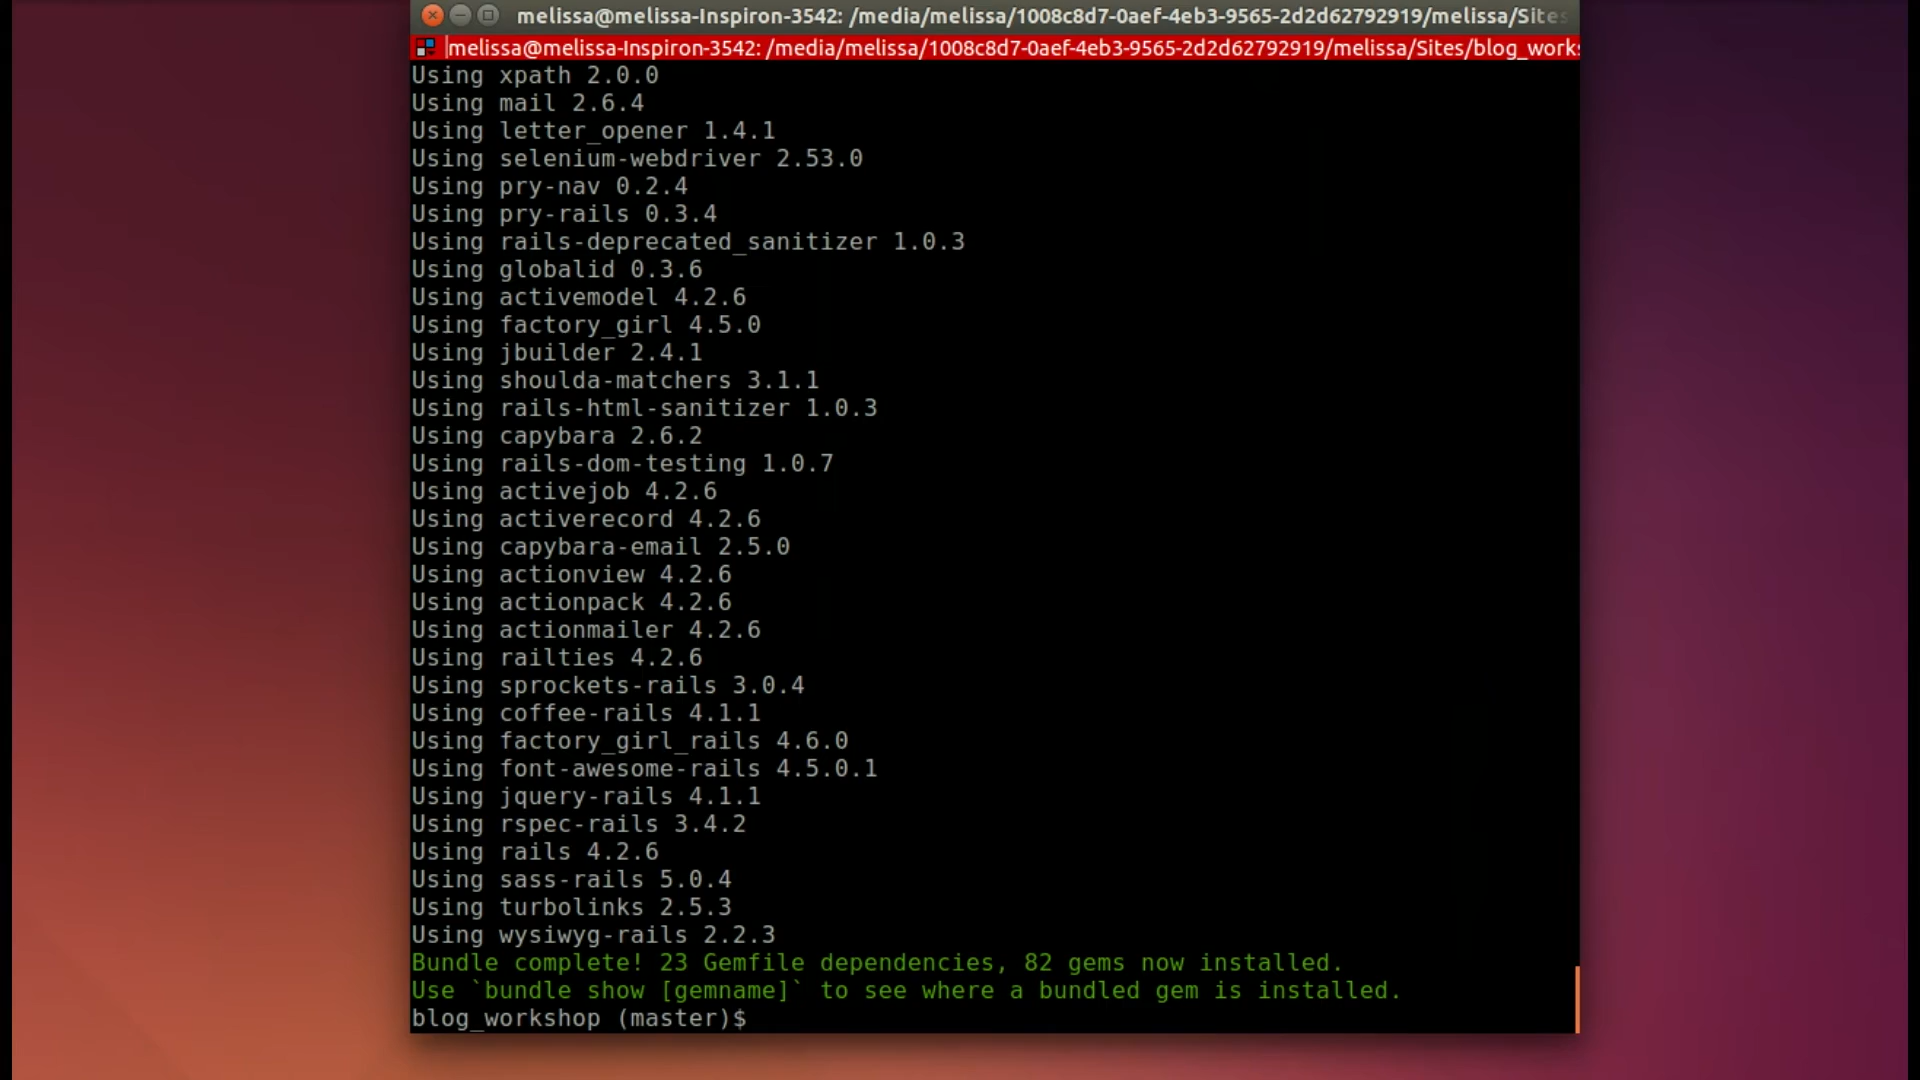 melissa@melissa-Inspiron-3542: /media/melissa/1008c8d7-0aef-4eb3-9565-2d2d62792919/melissa/Sites
melissa@melissa-Inspiron-3542: /media/melissa/1008c8d7-0aef-4eb3-9565-2d2d62792919/melissa/Sites/blog_works
Using xpath 2.0.0
Using mail 2.6.4
Using letter_opener 1.4.1
Using selenium-webdriver 2.53.0
Using pry-nav 0.2.4
Using pry-rails 0.3.4
Using rails-deprecated_sanitizer 1.0.3
Using globalid 0.3.6
Using activemodel 4.2.6
Using factory_girl 4.5.0
Using jbuilder 2.4.1
Using shoulda-matchers 3.1.1
Using rails-html-sanitizer 1.0.3
Using capybara 2.6.2
Using rails-dom-testing 1.0.7
Using activejob 4.2.6
Using activerecord 4.2.6
Using capybara-email 2.5.0
Using actionview 4.2.6
Using actionpack 4.2.6
Using actionmailer 4.2.6
Using railties 4.2.6
Using sprockets-rails 3.0.4
Using coffee-rails 4.1.1
Using factory_girl_rails 4.6.0
Using font-awesome-rails 4.5.0.1
Using jquery-rails 4.1.1
Using rspec-rails 3.4.2
Using rails 4.2.6
Using sass-rails 5.0.4
Using turbolinks 2.5.3
Using wysiwyg-rails 2.2.3
Bundle complete! 23 Gemfile dependencies, 82 gems now installed.
Use `bundle show [gemname]` to see where a bundled gem is installed.
blog_workshop (master)$